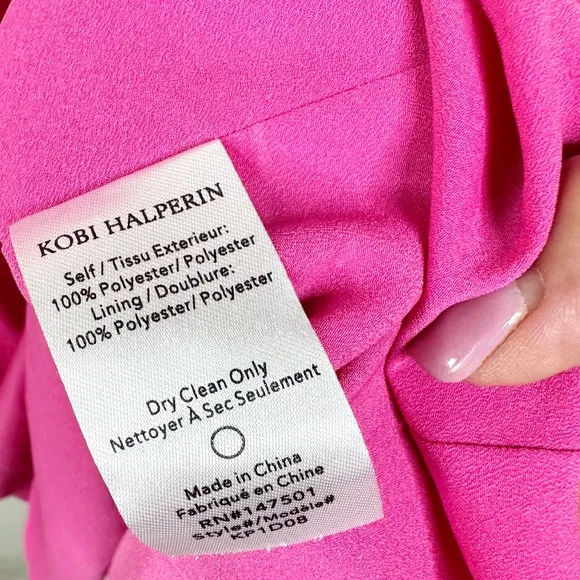 KOBI HALPERIN
Self / Tissu Exterieur:
100% Polyester/ Polyester
Lining / Doublure:
100% Polyester/ Polyester
Dry Clean Only
Nettoyer À Sec Seulement
Made in China
Fabriqué en Chine
RN#147501
Style#/Modèle#
KF1D08